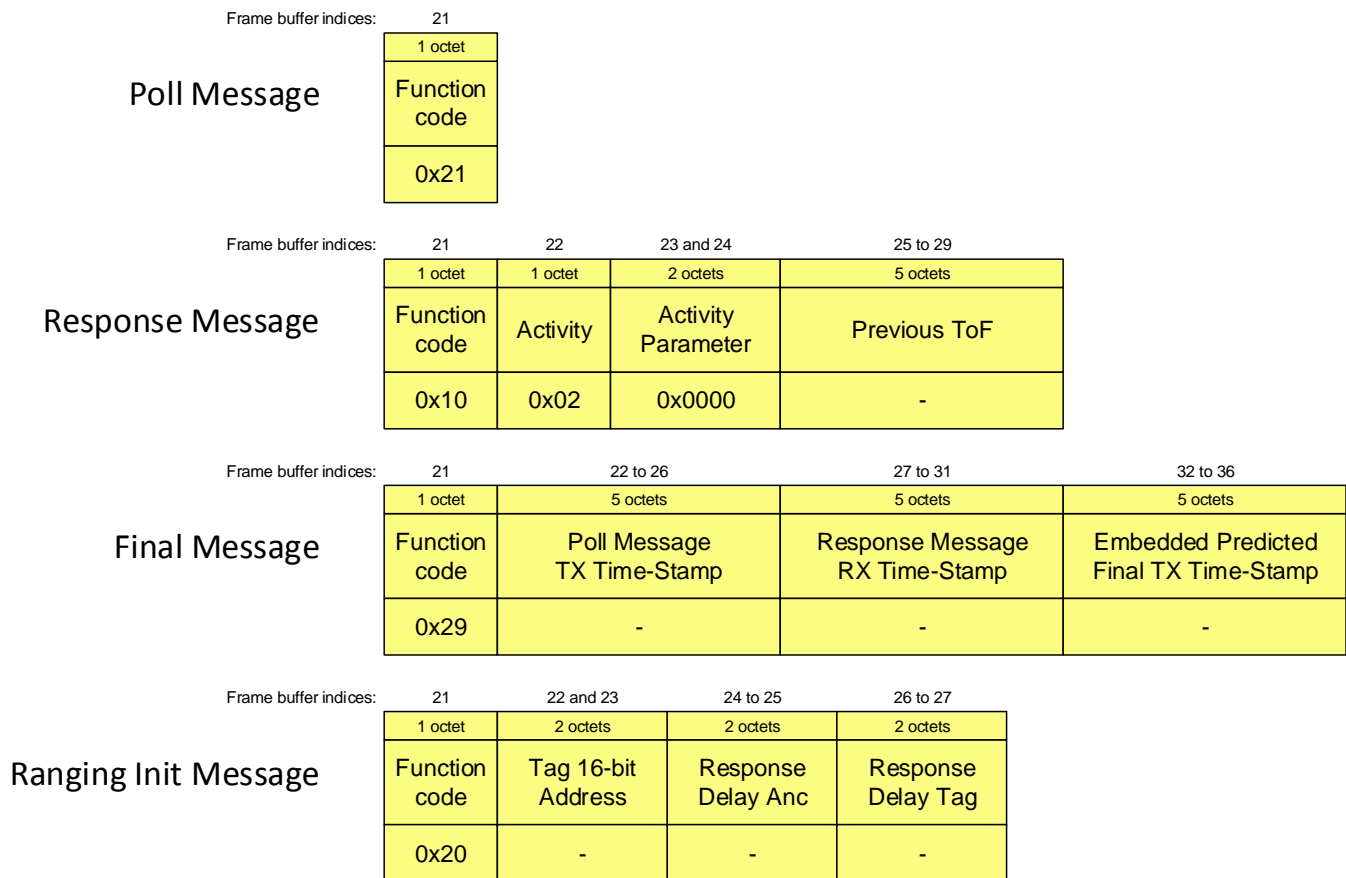 Frame buffer indices: 21
1 octet
Poll Message
Function
code
0x21
Frame buffer indices: 21 22 23 and 24 25 to 29
1 octet 1 octet 2 octets 5 octets
Response Message
Function
code
Activity
Activity
Parameter
Previous ToF
0x10 0x02 0x0000 -
Frame buffer indices: 21 22 to 26 27 to 31 32 to 36
1 octet 5 octets 5 octets 5 octets
Final Message
Function
code
Poll Message
TX Time-Stamp
Response Message
RX Time-Stamp
Embedded Predicted
Final TX Time-Stamp
0x29 - - -
Frame buffer indices: 21 22 and 23 24 to 25 26 to 27
1 octet 2 octets 2 octets 2 octets
Ranging Init Message
Function
code
Tag 16-bit
Address
Response
Delay Anc
Response
Delay Tag
0x20 - - -